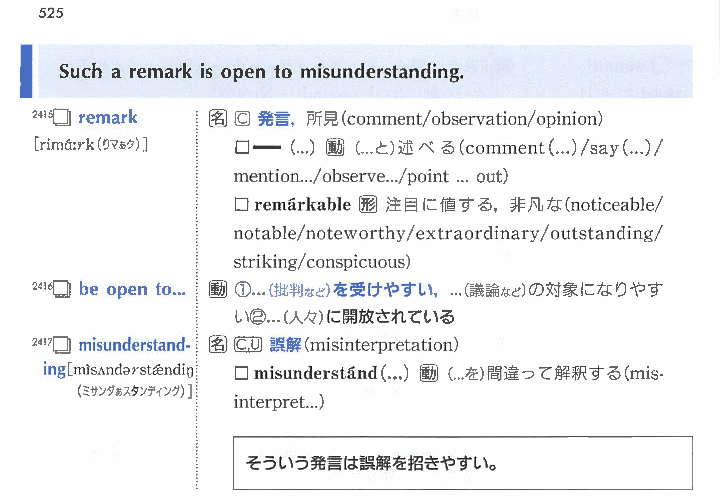 525
Such a remark is open to misunderstanding.
2415 remark
[rimɑ́ːrk(リマぁク)]
名 C 発言，所見(comment/observation/opinion)
□ ━ (...) 動 (...と)述べる(comment(...)/say(...)/
mention.../observe.../point ... out)
□ remárkable 形 注目に値する，非凡な(noticeable/
notable/noteworthy/extraordinary/outstanding/
striking/conspicuous)
2416 be open to...
動 ①...(批判など)を受けやすい，...(議論など)の対象になりやす
い②...(人々)に開放されている
2417 misunderstand-
ing[mìsʌndərstǽndiŋ
(ミサンダぁスタンディング)]
名 C,U 誤解(misinterpretation)
□ misunderstánd(...) 動 (...を)間違って解釈する(mis-
interpret...)
そういう発言は誤解を招きやすい。